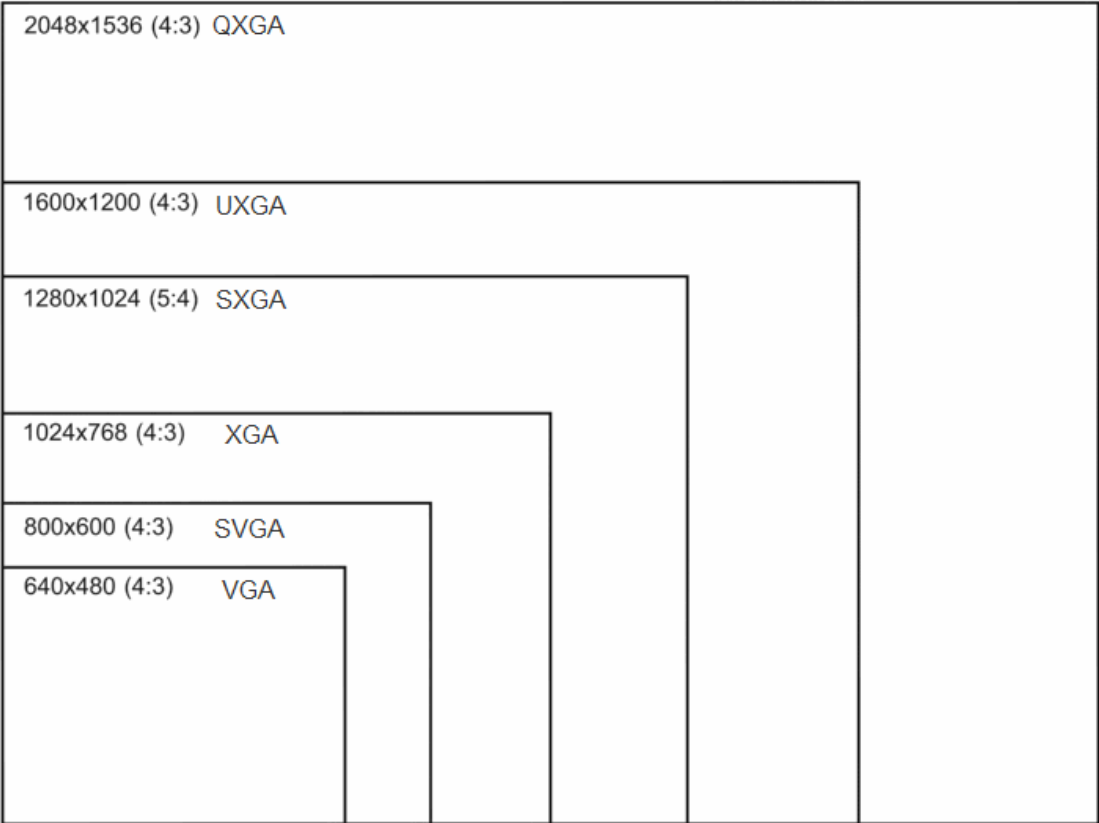 2048x1536 (4:3) QXGA
1600x1200 (4:3) UXGA
1280x1024 (5:4) SXGA
1024x768 (4:3) XGA
800x600 (4:3) SVGA
640x480 (4:3) VGA